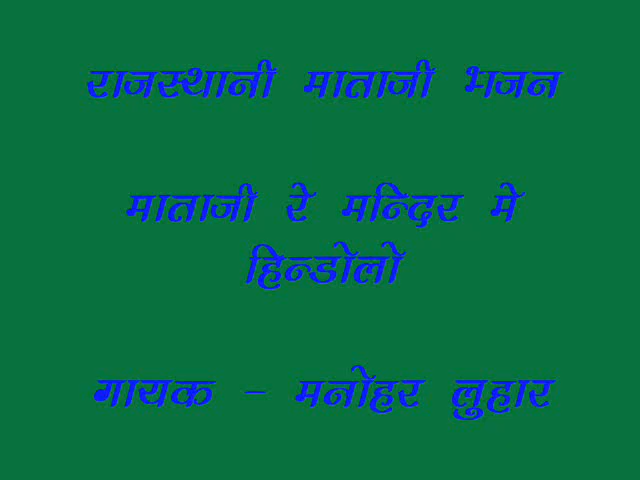 राजस्थानी माताजी भजन
माताजी रे मन्दिर मे
हिन्डोलो
गायक - मनोहर लुहार